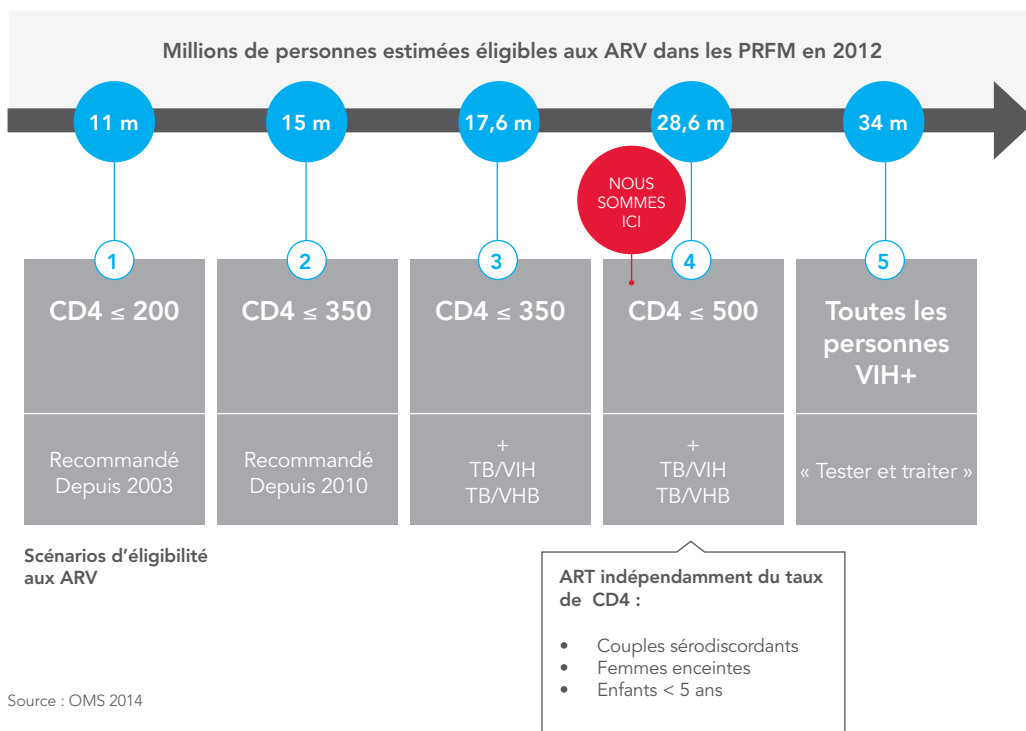 Millions de personnes estimées éligibles aux ARV dans les PRFM en 2012
11 m
15 m
17,6 m
28,6 m
34 m
NOUS
SOMMES
ICI
1
CD4 ≤ 200
Recommandé
Depuis 2003
2
CD4 ≤ 350
Recommandé
Depuis 2010
3
CD4 ≤ 350
+
TB/VIH
TB/VHB
4
CD4 ≤ 500
+
TB/VIH
TB/VHB
5
Toutes les
personnes
VIH+
« Tester et traiter »
Scénarios d'éligibilité
aux ARV
ART indépendamment du taux
de CD4 :
• Couples sérodiscordants
• Femmes enceintes
• Enfants < 5 ans
Source : OMS 2014